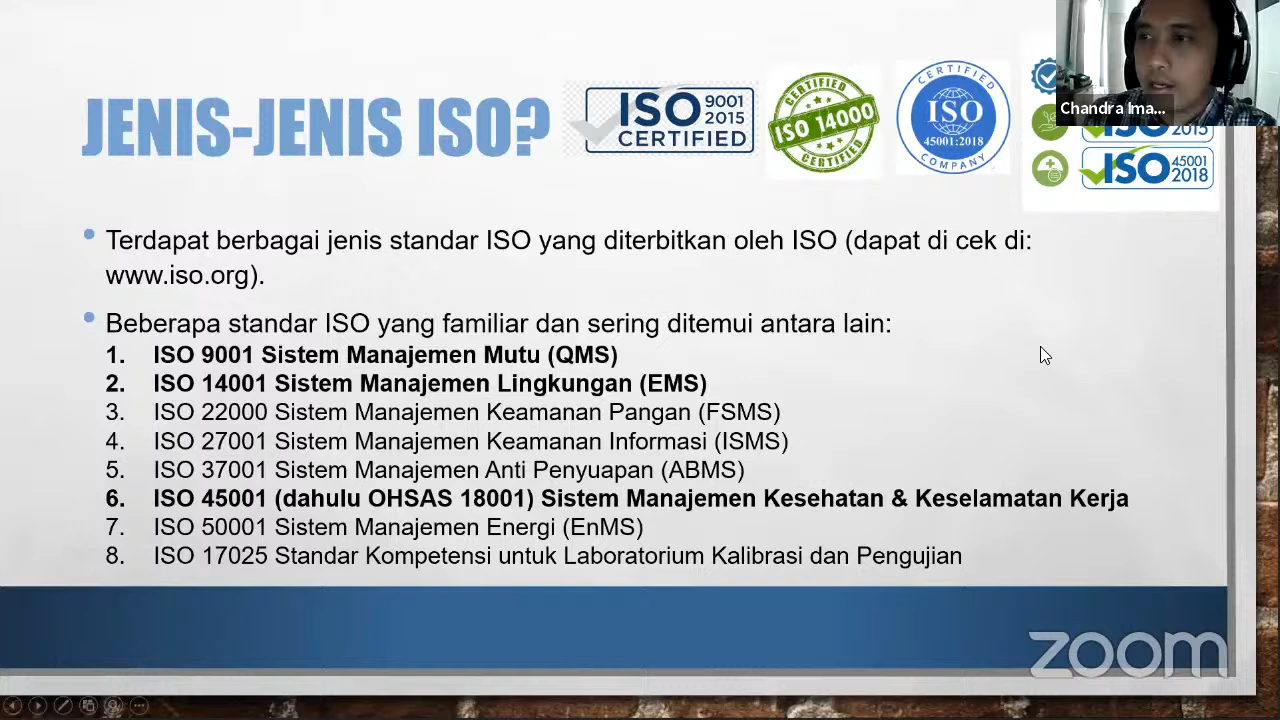 JENIS-JENIS ISO?
ISO 9001
2015
CERTIFIED
CERTIFIED
ISO 14000
CERTIFIED
CERTIFIED
ISO
45001:2018
COMPANY
Chandra Ima...
ISO 2015
ISO 45001
2018
Terdapat berbagai jenis standar ISO yang diterbitkan oleh ISO (dapat di cek di:
www.iso.org).
Beberapa standar ISO yang familiar dan sering ditemui antara lain:
1. ISO 9001 Sistem Manajemen Mutu (QMS)
2. ISO 14001 Sistem Manajemen Lingkungan (EMS)
3. ISO 22000 Sistem Manajemen Keamanan Pangan (FSMS)
4. ISO 27001 Sistem Manajemen Keamanan Informasi (ISMS)
5. ISO 37001 Sistem Manajemen Anti Penyuapan (ABMS)
6. ISO 45001 (dahulu OHSAS 18001) Sistem Manajemen Kesehatan & Keselamatan Kerja
7. ISO 50001 Sistem Manajemen Energi (EnMS)
8. ISO 17025 Standar Kompetensi untuk Laboratorium Kalibrasi dan Pengujian
zoom